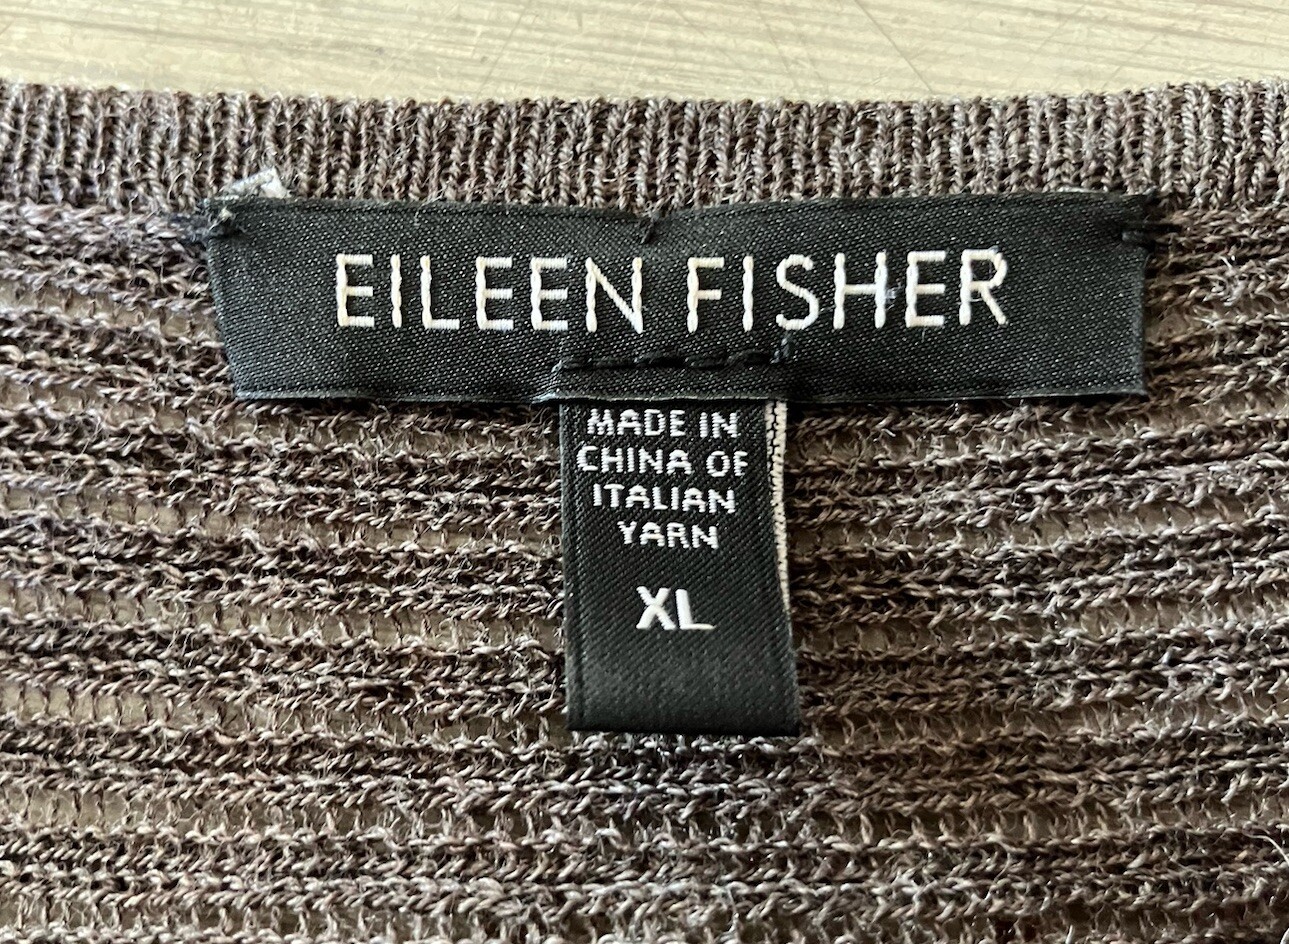 EILEEN FISHER
MADE IN
CHINA OF
ITALIAN
YARN
XL